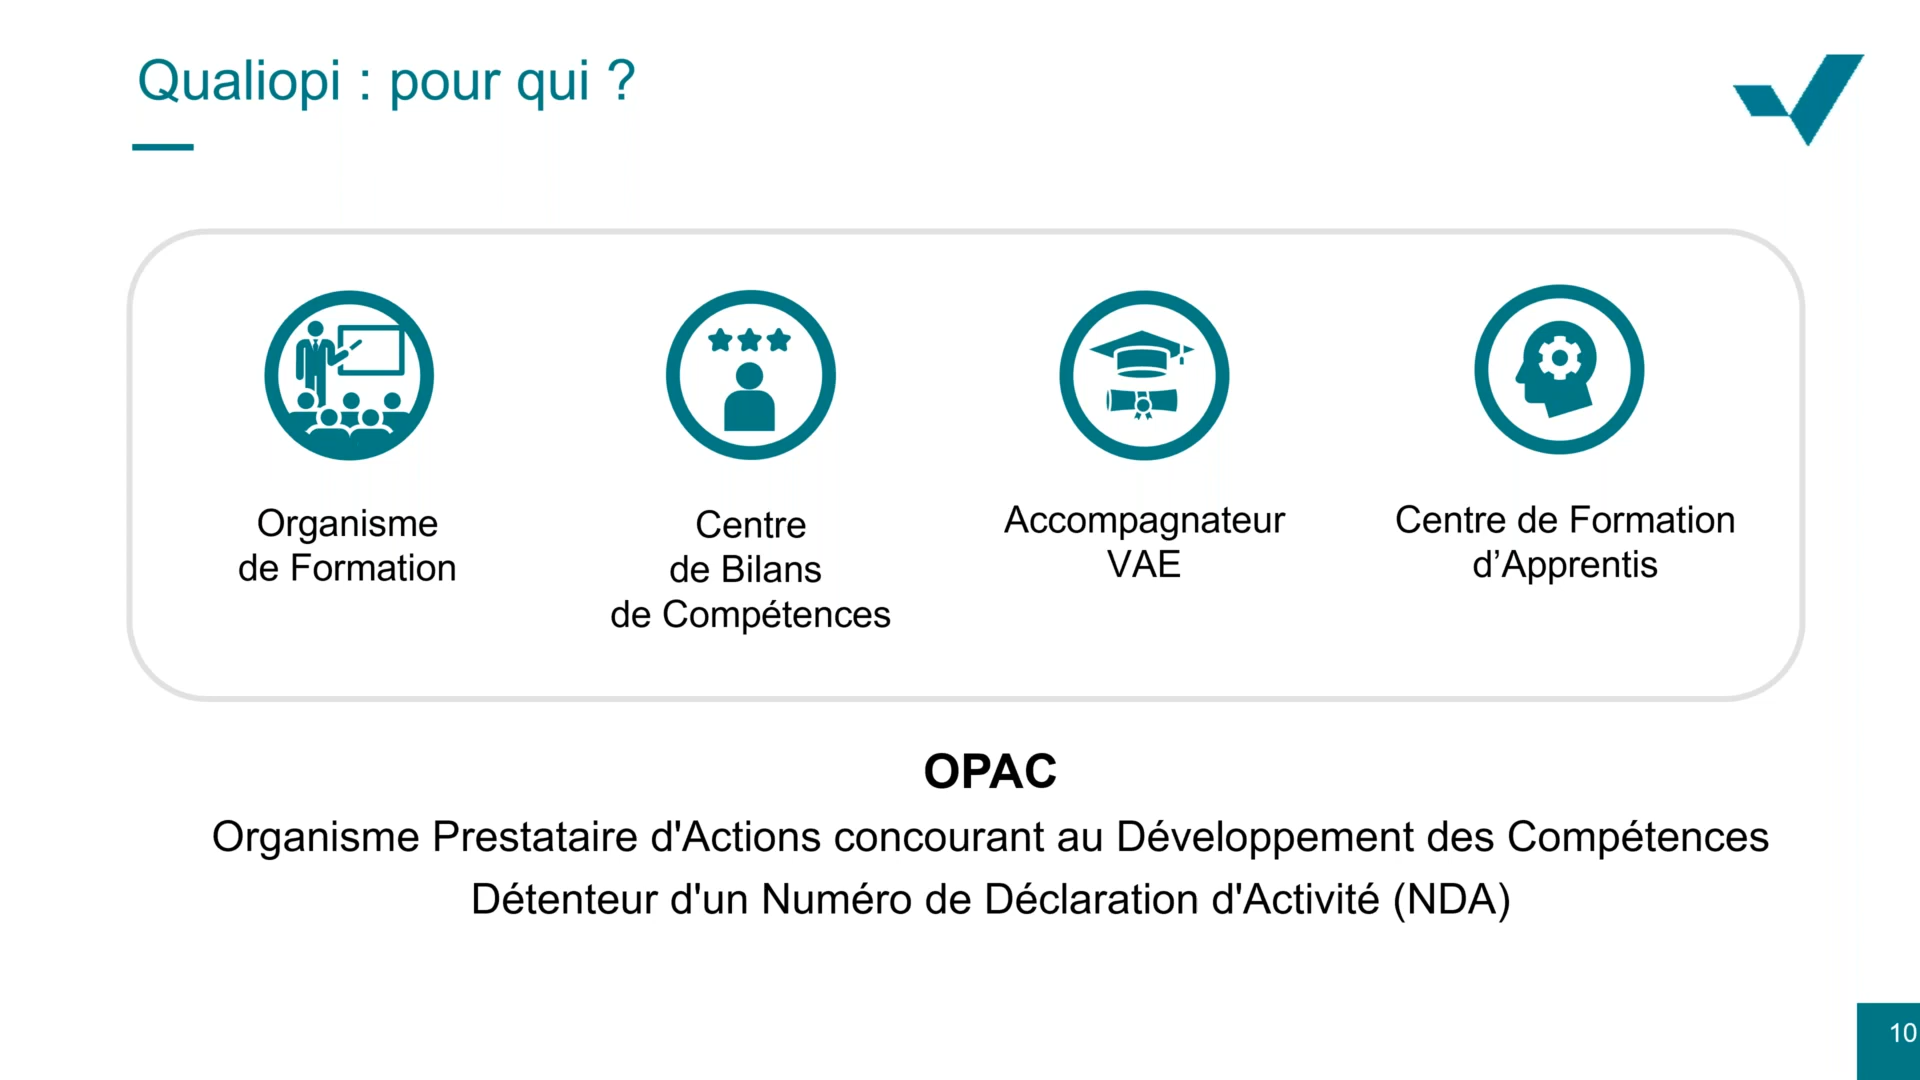 Qualiopi : pour qui ?
Organisme
de Formation
Centre
de Bilans
de Compétences
Accompagnateur
VAE
Centre de Formation
d’Apprentis
OPAC
Organisme Prestataire d'Actions concourant au Développement des Compétences
Détenteur d'un Numéro de Déclaration d'Activité (NDA)
10